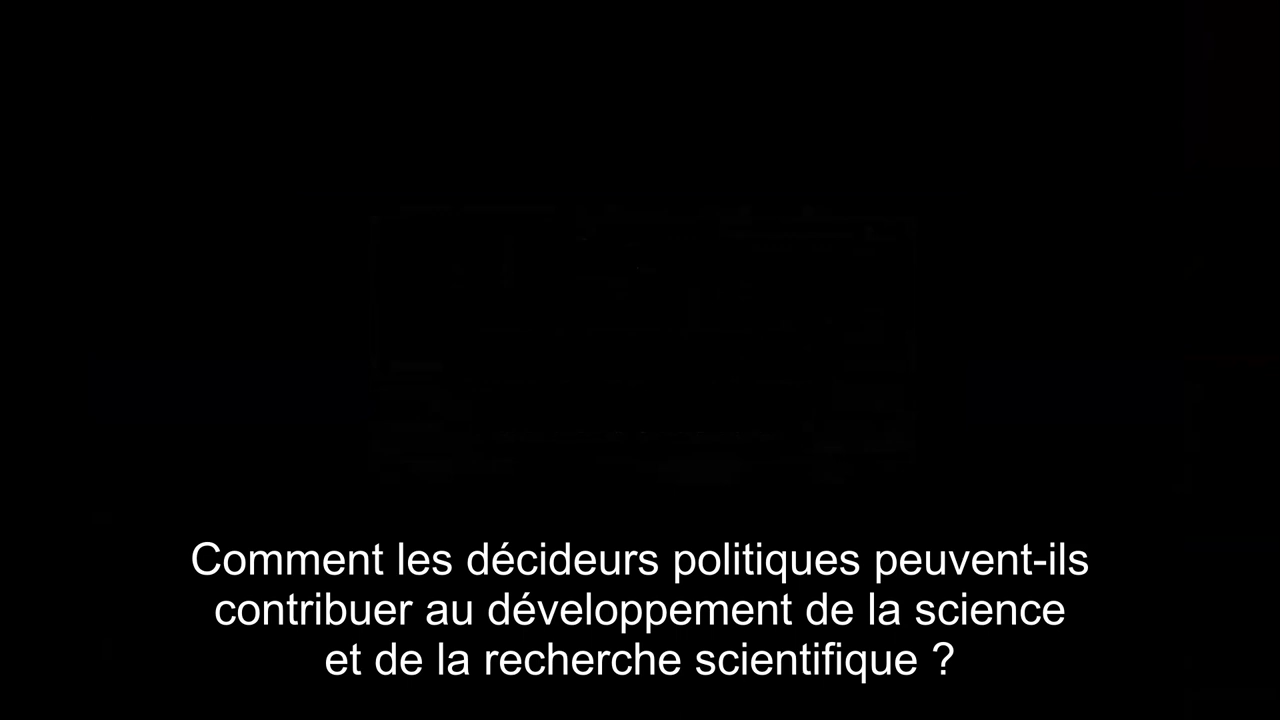 Comment les décideurs politiques peuvent-ils
contribuer au développement de la science
et de la recherche scientifique ?